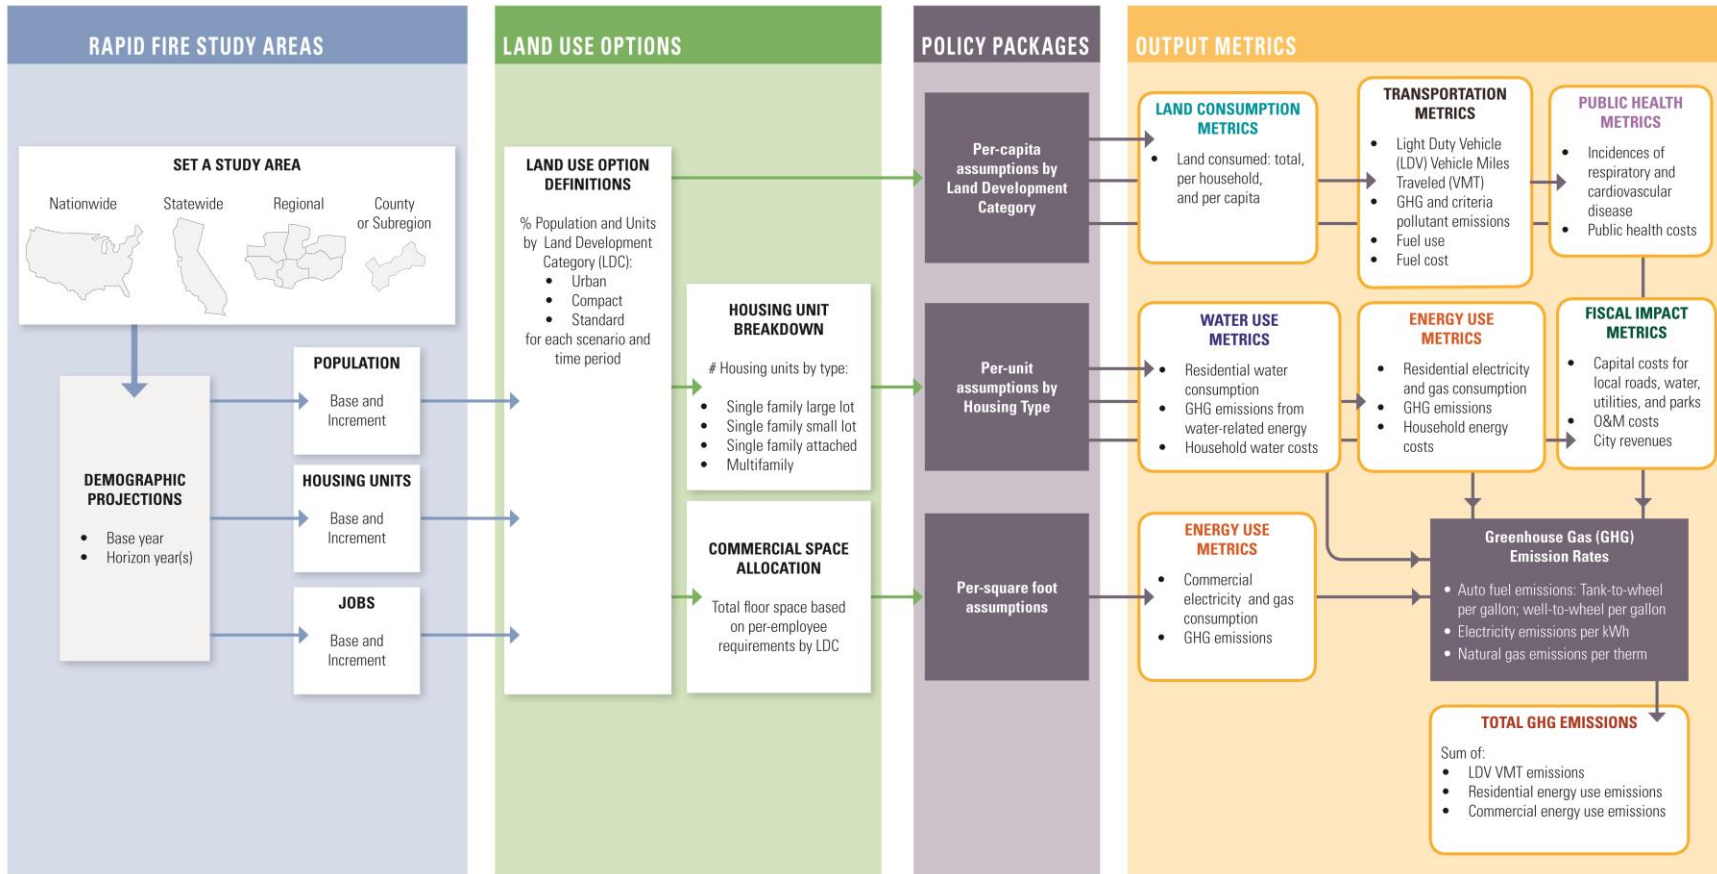 RAPID FIRE STUDY AREAS
SET A STUDY AREA
Nationwide
Statewide
Regional
County
or Subregion
DEMOGRAPHIC
PROJECTIONS
• Base year
• Horizon year(s)
POPULATION
Base and
Increment
HOUSING UNITS
Base and
Increment
JOBS
Base and
Increment
LAND USE OPTIONS
LAND USE OPTION
DEFINITIONS
% Population and Units
by Land Development
Category (LDC):
• Urban
• Compact
• Standard
for each scenario and
time period
HOUSING UNIT
BREAKDOWN
# Housing units by type:
• Single family large lot
• Single family small lot
• Single family attached
• Multifamily
COMMERCIAL SPACE
ALLOCATION
Total floor space based
on per-employee
requirements by LDC
POLICY PACKAGES
Per-capita
assumptions by
Land Development
Category
Per-unit
assumptions by
Housing Type
Per-square foot
assumptions
OUTPUT METRICS
LAND CONSUMPTION
METRICS
• Land consumed: total,
per household,
and per capita
TRANSPORTATION
METRICS
• Light Duty Vehicle
(LDV) Vehicle Miles
Traveled (VMT)
• GHG and criteria
pollutant emissions
• Fuel use
• Fuel cost
PUBLIC HEALTH
METRICS
• Incidences of
respiratory and
cardiovascular
disease
• Public health costs
WATER USE
METRICS
• Residential water
consumption
• GHG emissions from
water-related energy
• Household water costs
ENERGY USE
METRICS
• Residential electricity
and gas consumption
• GHG emissions
• Household energy
costs
FISCAL IMPACT
METRICS
• Capital costs for
local roads, water,
utilities, and parks
• O&M costs
• City revenues
ENERGY USE
METRICS
• Commercial
electricity and gas
consumption
• GHG emissions
Greenhouse Gas (GHG)
Emission Rates
• Auto fuel emissions: Tank-to-wheel
per gallon; well-to-wheel per gallon
• Electricity emissions per kWh
• Natural gas emissions per therm
TOTAL GHG EMISSIONS
Sum of:
• LDV VMT emissions
• Residential energy use emissions
• Commercial energy use emissions